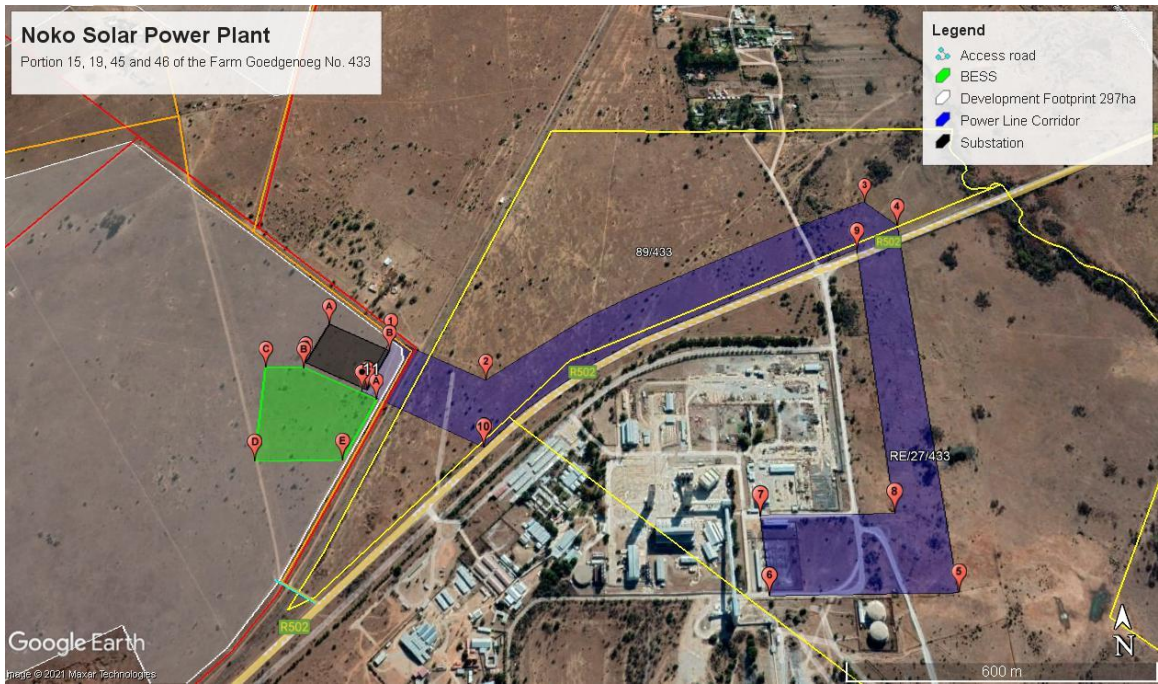 Noko Solar Power Plant
Portion 15, 19, 45 and 46 of the Farm Goedgenoeg No. 433
Legend
Access road
BESS
Development Footprint 297ha
Power Line Corridor
Substation
3
4
9
R502
89/433
A
1
B
C
B
11
A
2
R502
10
D
E
RE/27/433
7
8
6
5
R502
Google Earth
Image © 2021 Maxar Technologies
N
600 m